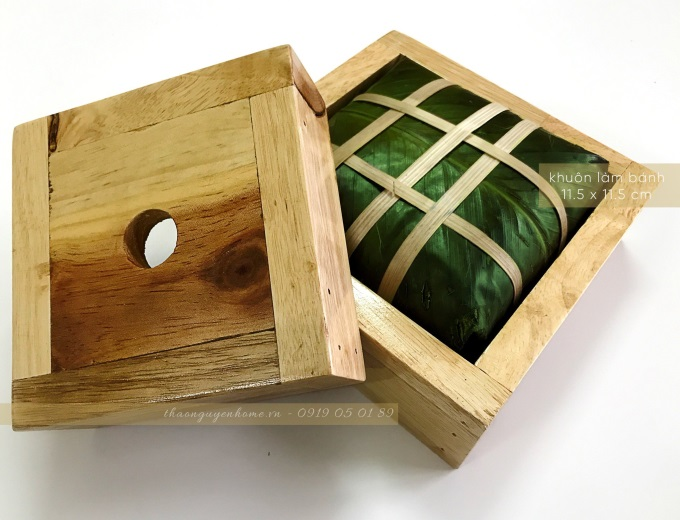 khuôn làm bánh
11.5 x 11.5 cm
thaonguyenhome.vn - 0919 05 01 89